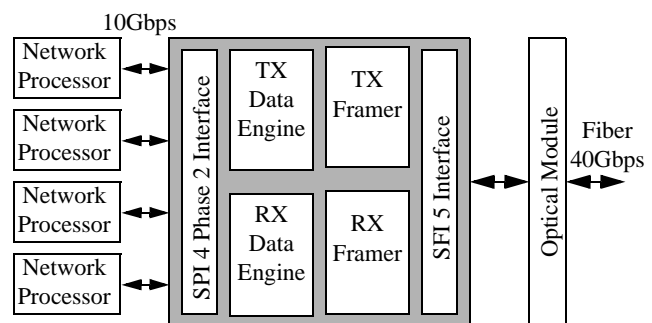 10Gbps
Network
Processor
Network
Processor
Network
Processor
Network
Processor
SPI 4 Phase 2 Interface
TX
Data
Engine
TX
Framer
RX
Data
Engine
RX
Framer
SFI 5 Interface
Optical Module
Fiber
40Gbps